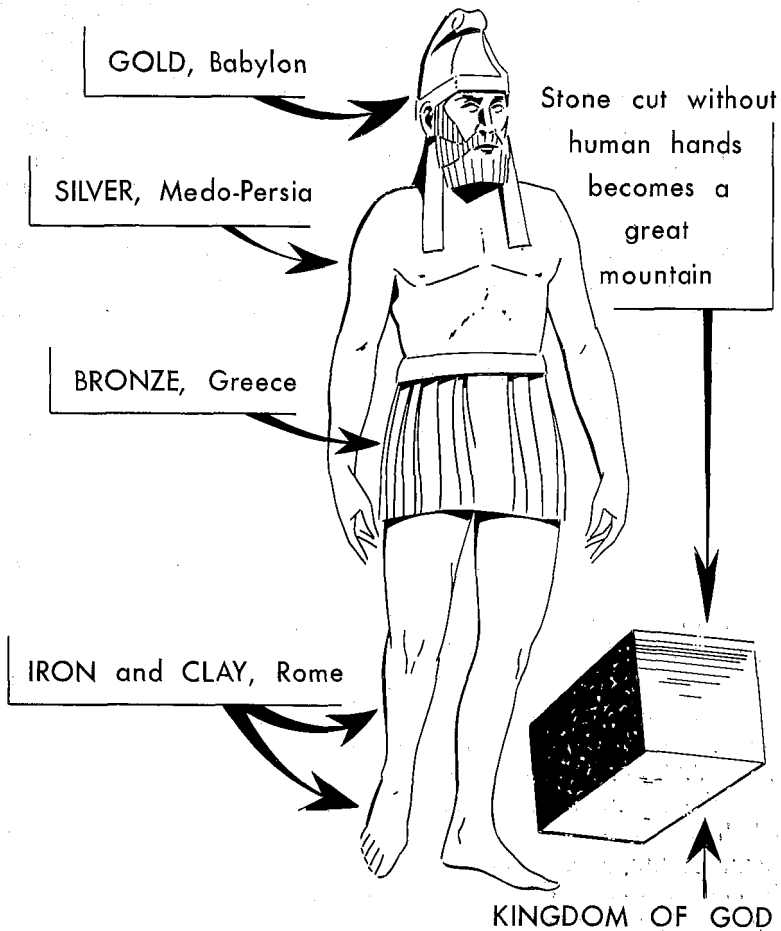 GOLD, Babylon
Stone cut without
human hands
becomes a
great
mountain
SILVER, Medo-Persia
BRONZE, Greece
IRON and CLAY, Rome
KINGDOM OF GOD